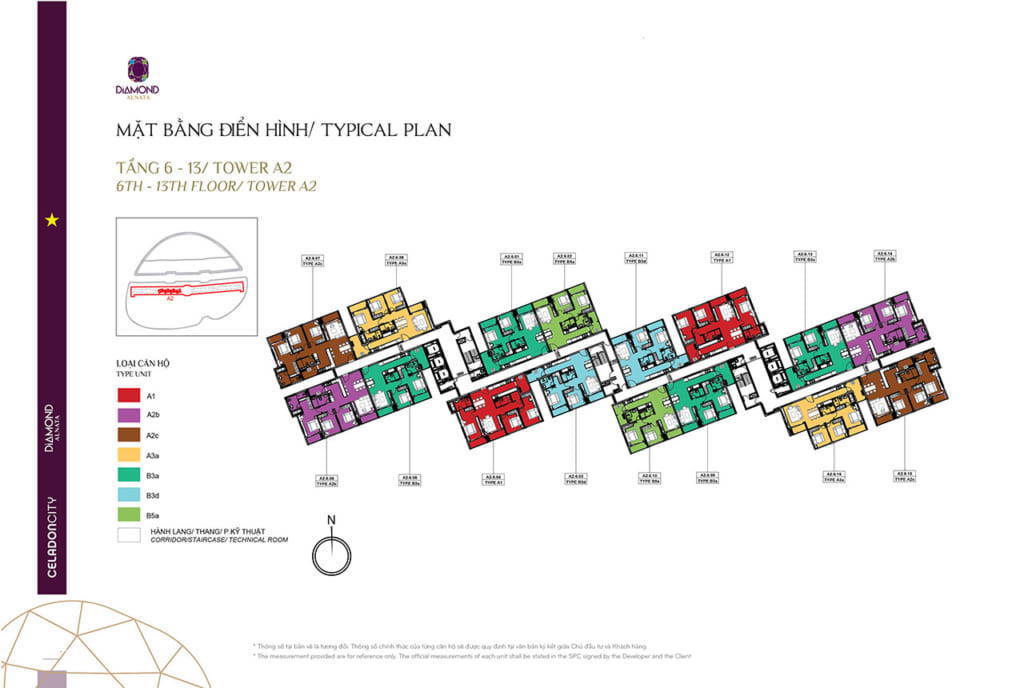 DIAMOND
ALNATA
MẶT BẰNG ĐIỂN HÌNH/ TYPICAL PLAN
TẦNG 6 - 13/ TOWER A2
6TH - 13TH FLOOR/ TOWER A2
A2
A2.6.07
TYPE A2c
A2.6.08
TYPE A3a
A2.6.01
TYPE B3a
A2.6.02
TYPE B5a
A2.6.11
TYPE B3d
A2.6.12
TYPE A1
TYPE B3a
A2.6.14
TYPE A2b
LOẠI CĂN HỘ
TYPE UNIT
A1
A2b
A2c
A3a
B3a
B3d
B5a
HÀNH LANG/ THANG/ P.KỸ THUẬT
CORRIDOR/STAIRCASE/ TECHNICAL ROOM
A2.6.06
TYPE A2b
A2.6.05
TYPE B3a
A2.6.04
TYPE A1
A2.6.03
TYPE B3d
A2.6.10
TYPE B5a
A2.6.09
TYPE B3a
A2.6.16
TYPE A3a
A2.6.15
TYPE A2c
N
DIAMOND
ALNATA
CELADONCITY
* Thông số tại bản vẽ là tương đối. Thông số chính thức của từng căn hộ sẽ được quy định tại văn bản ký kết giữa Chủ đầu tư và Khách hàng.
* The measurement provided are for reference only. The official measurements of each unit shall be stated in the SPC signed by the Developer and the Client